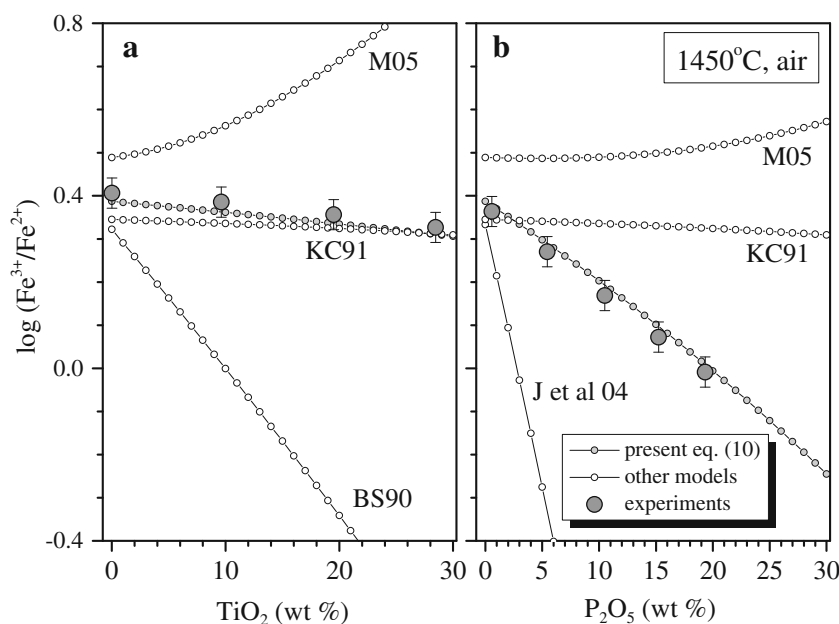 a
M05
KC91
BS90
0.8
0.4
0.0
-0.4
log (Fe³⁺/Fe²⁺)
0 10 20 30
TiO₂ (wt %)
b
1450°C, air
M05
KC91
J et al 04
present eq. (10)
other models
experiments
0 5 10 15 20 25 30
P₂O₅ (wt %)